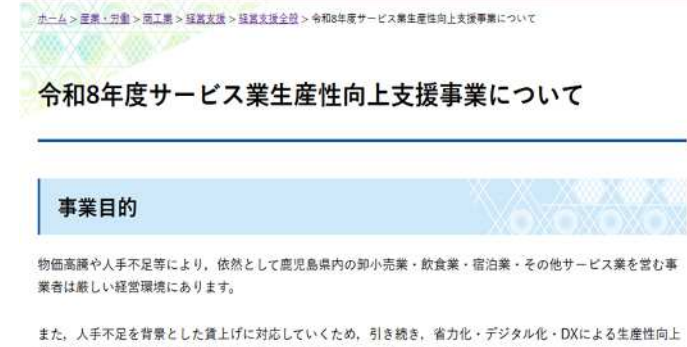 ホーム > 産業・労働 > 商工業 > 経営支援 > 経営支援全般 > 令和8年度サービス業生産性向上支援事業について
令和8年度サービス業生産性向上支援事業について
事業目的
物価高騰や人手不足等により，依然として鹿児島県内の卸小売業・飲食業・宿泊業・その他サービス業を営む事
業者は厳しい経営環境にあります。
また，人手不足を背景とした賃上げに対応していくため，引き続き，省力化・デジタル化・DXによる生産性向上